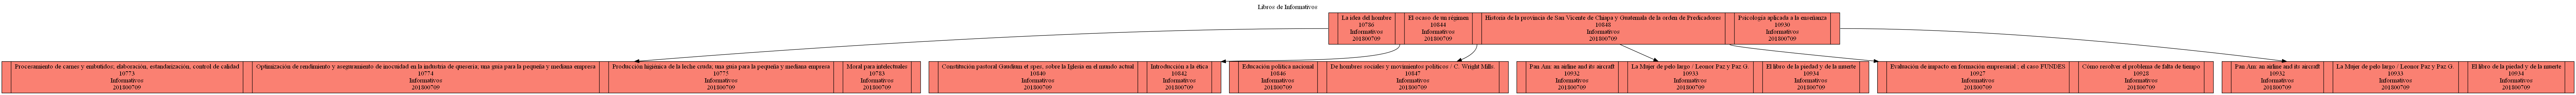 Libros de Informativos
La idea del hombre
10786
Informativos
201800709
El ocaso de un regimen
10844
Informativos
201800709
Historia de la provincia de San Vicente de Chiapa y Guatemala de la orden de Predicadores
10848
Informativos
201800709
Psicologia aplicada a la enseñanza
10930
Informativos
201800709
Procesamiento de carnes y embutidos; elaboración, estandarización, control de calidad
10773
Informativos
201800709
Optimización de rendimiento y aseguramiento de inocuidad en la industria de quesería; una guía para la pequeña y mediana empresa
10774
Informativos
201800709
Producción higiénica de la leche cruda; una guía para la pequeña y mediana empresa
10775
Informativos
201800709
Moral para intelectuales
10783
Informativos
201800709
Constitución pastoral Gaudium et spes, sobre la Iglesia en el mundo actual
10840
Informativos
201800709
Introducción a la ética
10842
Informativos
201800709
Educación política nacional
10846
Informativos
201800709
De hombres sociales y movimientos políticos / C. Wright Mills.
10847
Informativos
201800709
Pan Am: an airline and its aircraft
10932
Informativos
201800709
La Mujer de pelo largo / Leonor Paz y Paz G.
10933
Informativos
201800709
El libro de la piedad y de la muerte
10934
Informativos
201800709
Evaluación de impacto en formación empresarial ; el caso FUNDES
10927
Informativos
201800709
Cómo resolver el problema de falta de tiempo
10928
Informativos
201800709
Pan Am: an airline and its aircraft
10932
Informativos
201800709
La Mujer de pelo largo / Leonor Paz y Paz G.
10933
Informativos
201800709
El libro de la piedad y de la muerte
10934
Informativos
201800709